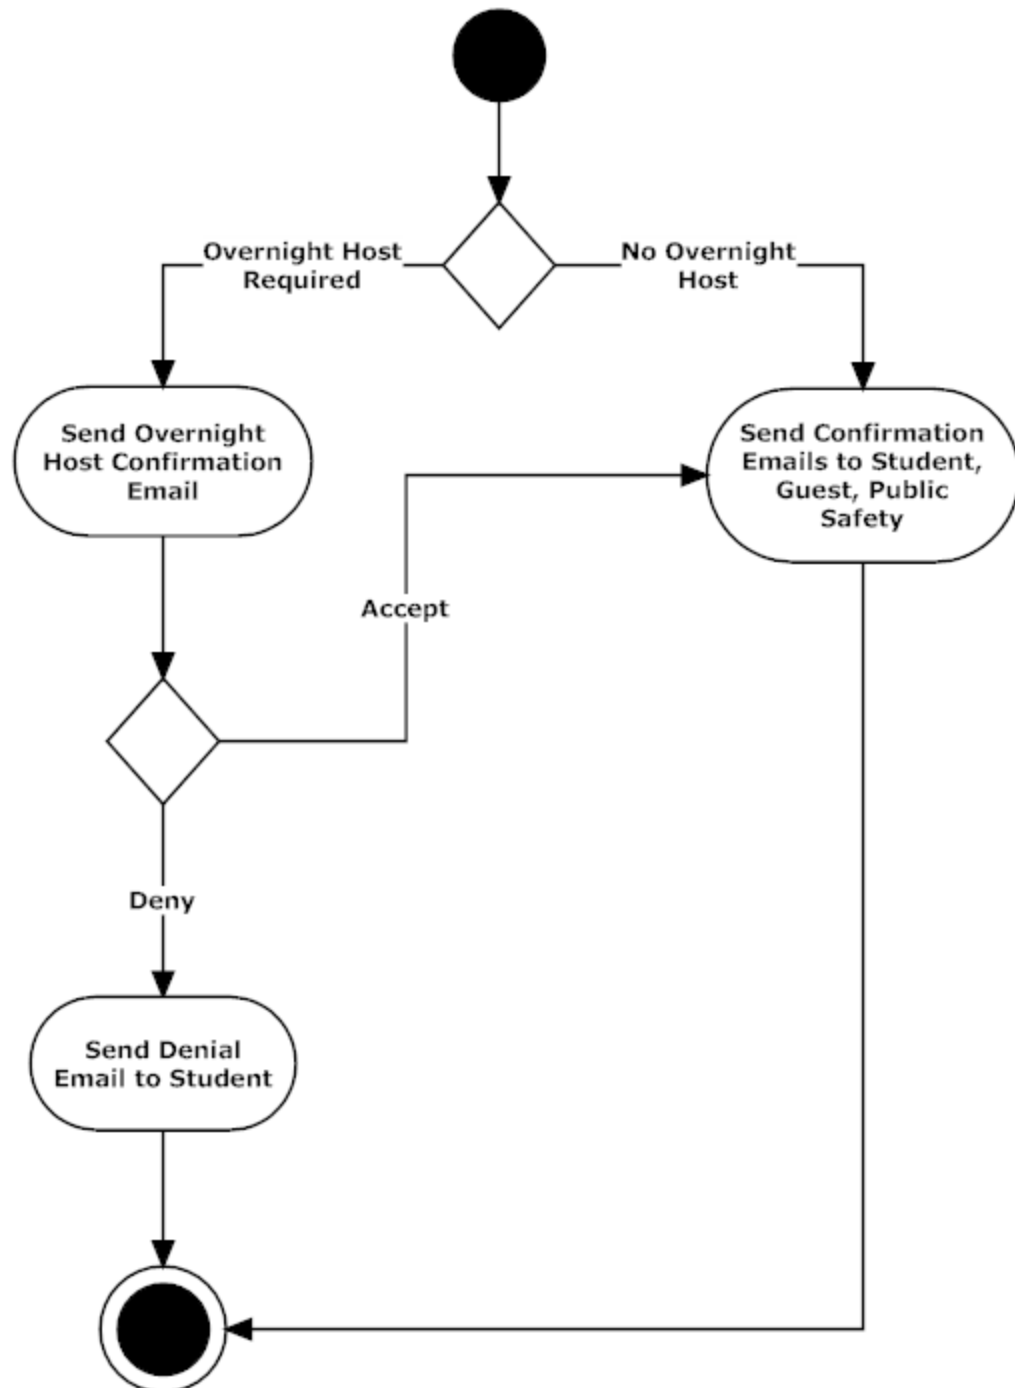 Overnight Host
Required
No Overnight
Host
Send Overnight
Host Confirmation
Email
Send Confirmation
Emails to Student,
Guest, Public
Safety
Accept
Deny
Send Denial
Email to Student